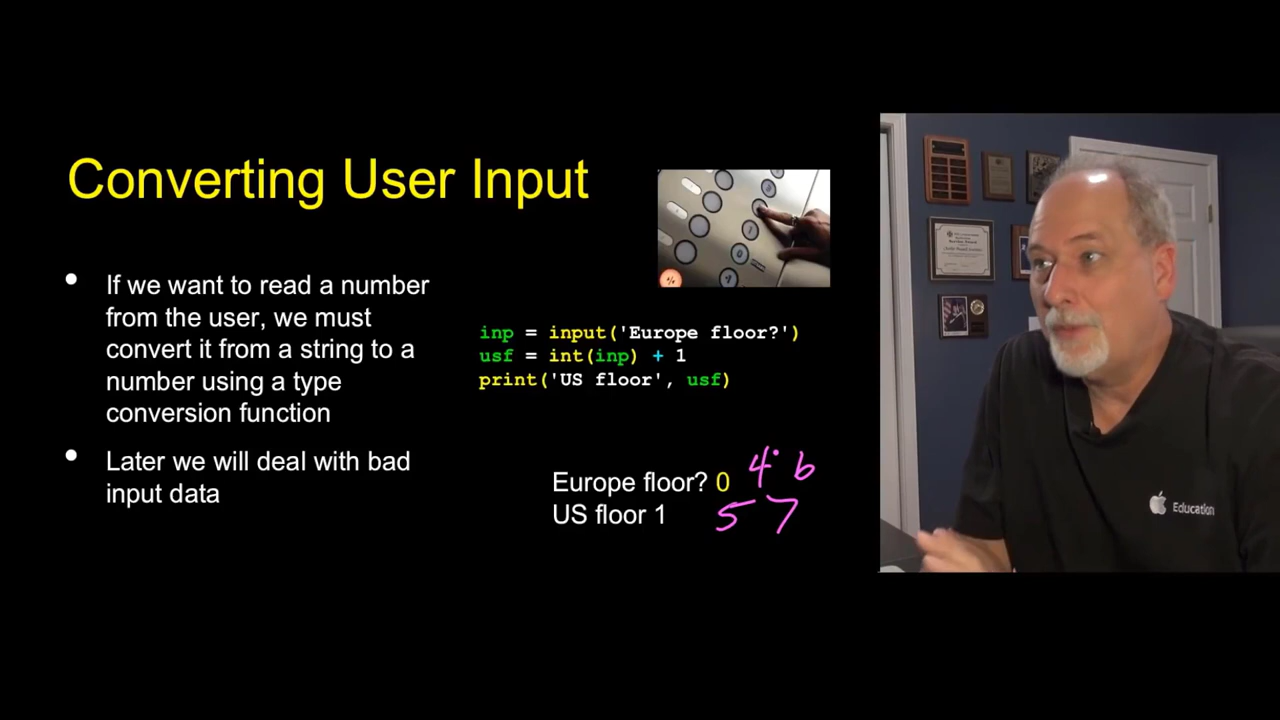 Converting User Input
If we want to read a number
from the user, we must
convert it from a string to a
number using a type
conversion function
Later we will deal with bad
input data
inp = input('Europe floor?')
usf = int(inp) + 1
print('US floor', usf)
Europe floor? 0 4 6
US floor 1 5 7
Education